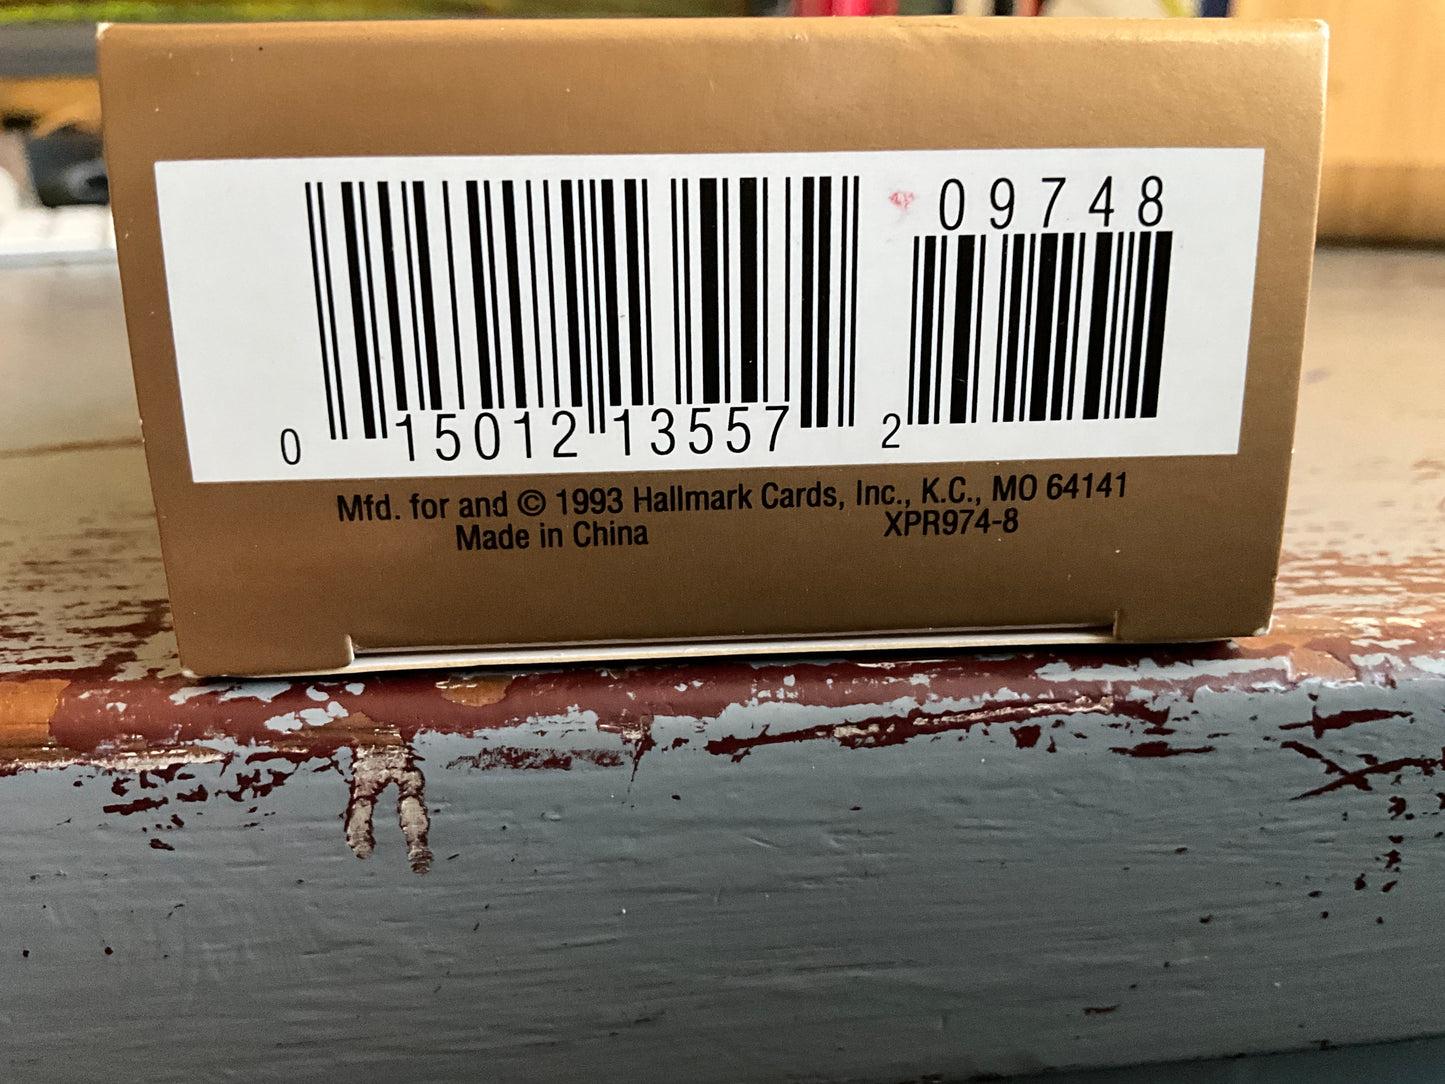 09748
0 15012 13557 2
Mfd. for and © 1993 Hallmark Cards, Inc., K.C., MO 64141
Made in China XPR974-8